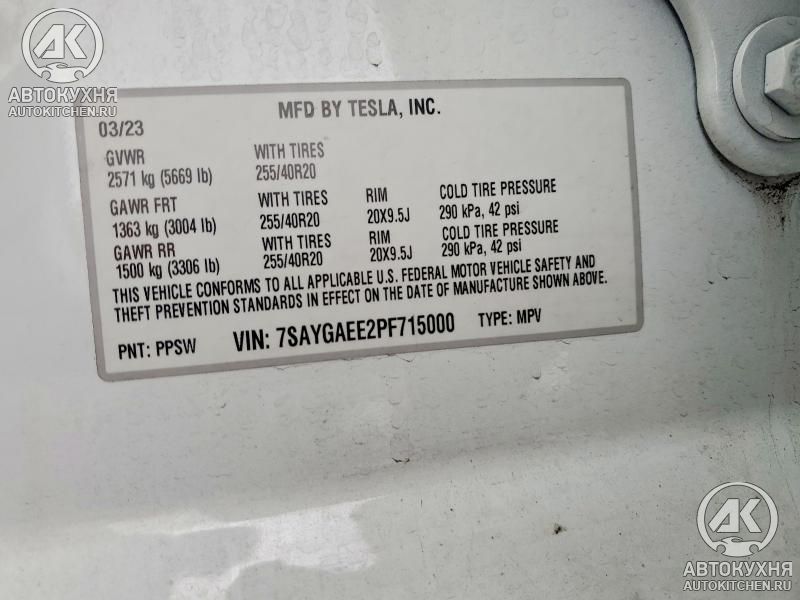 АК
АВТОКУХНЯ
AUTOKITCHEN.RU
MFD BY TESLA, INC.
03/23
GVWR WITH TIRES
2571 kg (5669 lb) 255/40R20
GAWR FRT WITH TIRES RIM COLD TIRE PRESSURE
1363 kg (3004 lb) 255/40R20 20X9.5J 290 kPa, 42 psi
GAWR RR WITH TIRES RIM COLD TIRE PRESSURE
1500 kg (3306 lb) 255/40R20 20X9.5J 290 kPa, 42 psi
THIS VEHICLE CONFORMS TO ALL APPLICABLE U.S. FEDERAL MOTOR VEHICLE SAFETY AND
THEFT PREVENTION STANDARDS IN EFFECT ON THE DATE OF MANUFACTURE SHOWN ABOVE.
PNT: PPSW VIN: 7SAYGAEE2PF715000 TYPE: MPV
АК
АВТОКУХНЯ
AUTOKITCHEN.RU